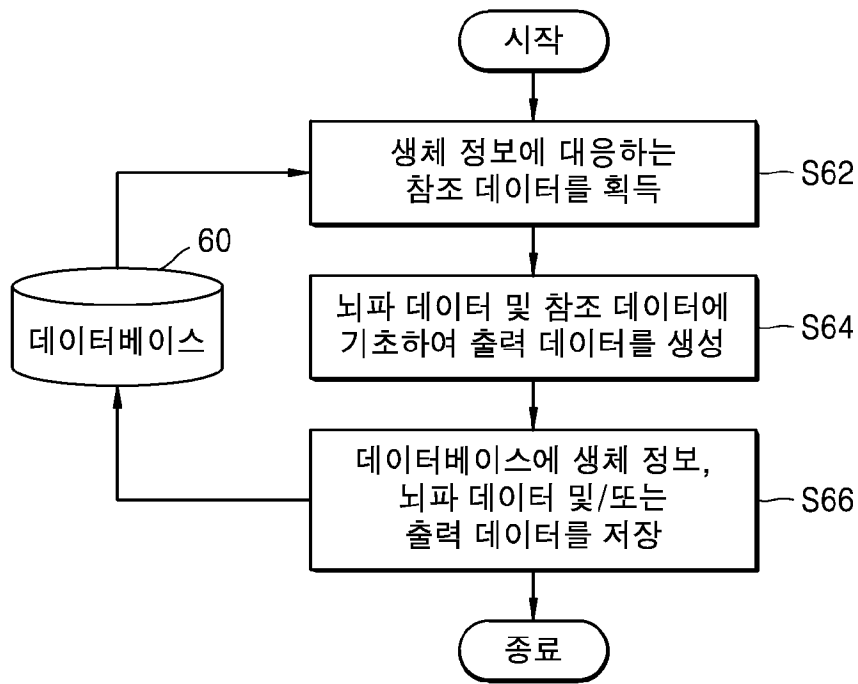 시작
생체 정보에 대응하는
참조 데이터를 획득
S62
60
데이터베이스
뇌파 데이터 및 참조 데이터에
기초하여 출력 데이터를 생성
S64
데이터베이스에 생체 정보,
뇌파 데이터 및/또는
출력 데이터를 저장
S66
종료